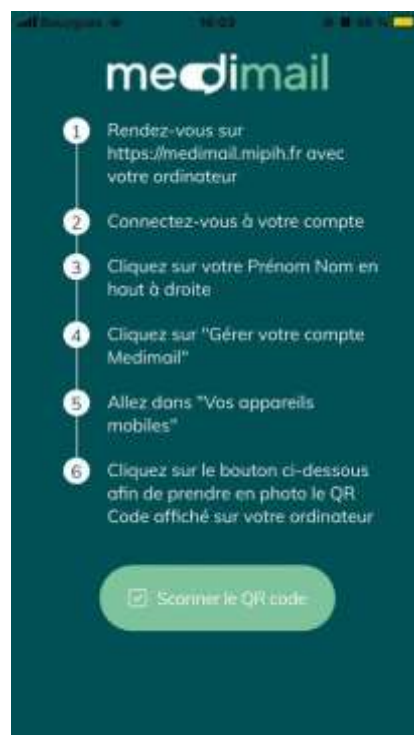 medimail
1
Rendez-vous sur
https://medimail.mipih.fr avec
votre ordinateur
2
Connectez-vous à votre compte
3
Cliquez sur votre Prénom Nom en
haut à droite
4
Cliquez sur "Gérer votre compte
Medimail"
5
Allez dans "Vos appareils
mobiles"
6
Cliquez sur le bouton ci-dessous
afin de prendre en photo le QR
Code affiché sur votre ordinateur
Scanner le QR code